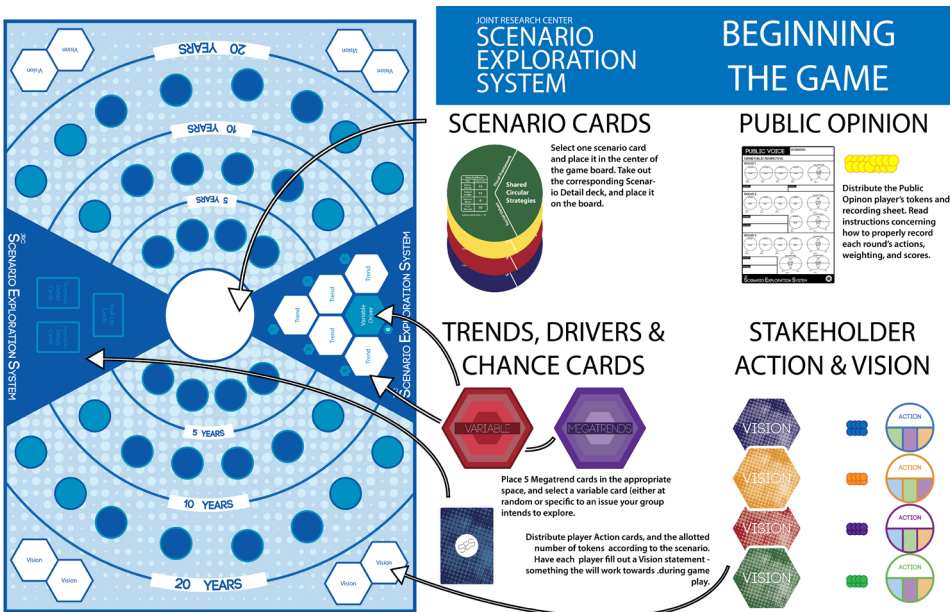 JOINT RESEARCH CENTER
SCENARIO
EXPLORATION
SYSTEM
BEGINNING
THE GAME
SCENARIO CARDS
Shared
Circular
Strategies
Select one scenario card
and place it in the center of
the game board. Take out
the corresponding Scenar-
io Detail deck, and place it
on the board.
PUBLIC OPINION
PUBLIC VOICE
SCENARIO EXPLORATION SYSTEM
Distribute the Public
Opinon player's tokens and
recording sheet. Read
instructions concerning
how to properly record
each round's actions,
weighting, and scores.
TRENDS, DRIVERS &
CHANCE CARDS
VARIABLE
MEGATRENDS
Place 5 Megatrend cards in the appropriate
space, and select a variable card (either at
random or specific to an issue your group
intends to explore.
SES
Distribute player Action cards, and the allotted
number of tokens according to the scenario.
Have each player fill out a Vision statement -
something the will work towards .during game
play.
STAKEHOLDER
ACTION & VISION
VISION
ACTION
VISION
ACTION
VISION
ACTION
VISION
ACTION
Vision
Vision
20 YEARS
Vision
Vision
10 YEARS
5 YEARS
JRC
SCENARIO EXPLORATION SYSTEM
Trend
Trend
Trend
Variable
Driver
Trend
Trend
SCENARIO EXPLORATION SYSTEM
5 YEARS
10 YEARS
Vision
Vision
20 YEARS
Vision
Vision